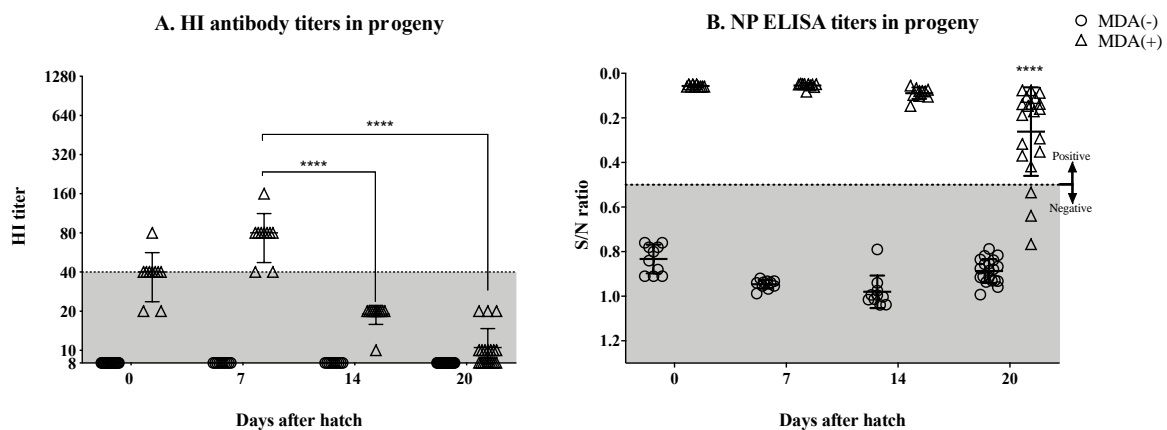 A. HI antibody titers in progeny
HI titer
1280
640
320
160
80
40
20
10
8
****
****
0 7 14 20
Days after hatch
B. NP ELISA titers in progeny
MDA(-)
MDA(+)
S/N ratio
0.0
0.2
0.4
0.6
0.8
1.0
1.2
****
Positive
Negative
0 7 14 20
Days after hatch